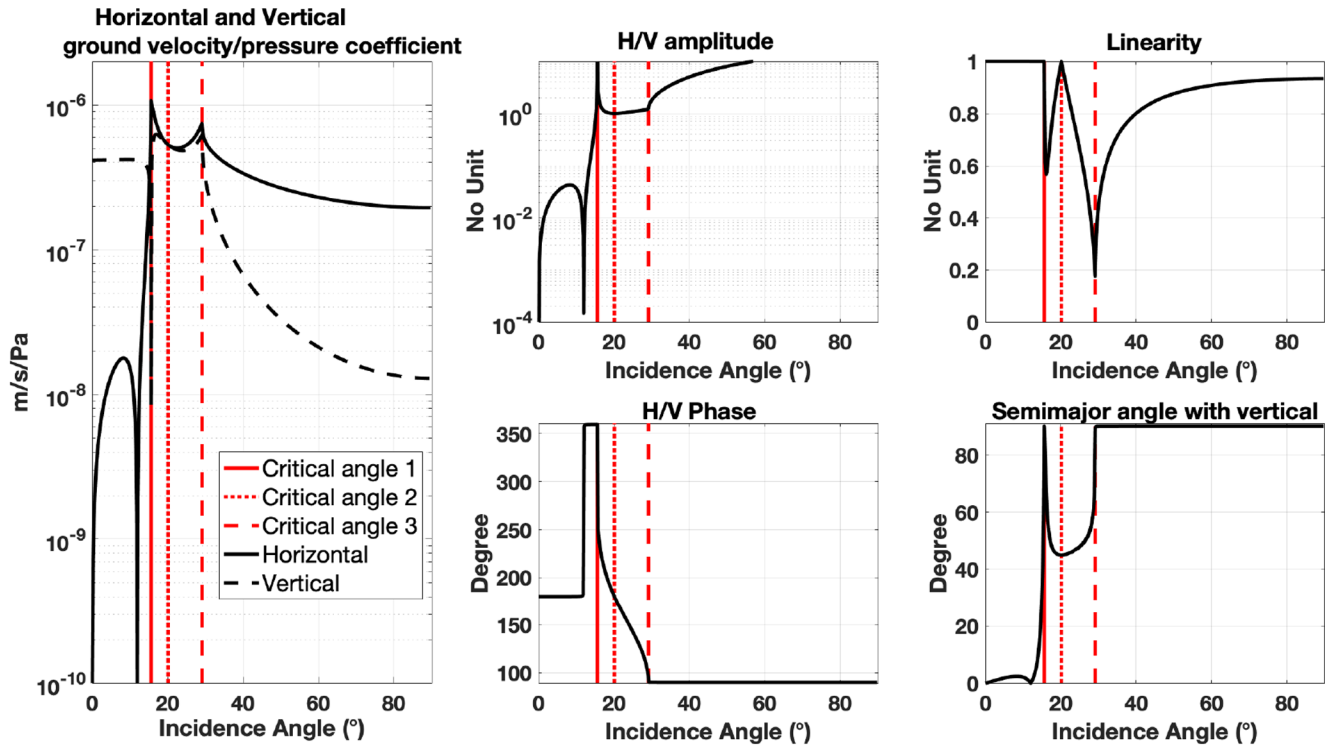 Horizontal and Vertical
ground velocity/pressure coefficient
10^-6
10^-7
10^-8
10^-9
10^-10
m/s/Pa
0
20
40
60
80
Incidence Angle (°)
Critical angle 1
Critical angle 2
Critical angle 3
Horizontal
Vertical
H/V amplitude
10^0
10^-2
10^-4
No Unit
0
20
40
60
80
Incidence Angle (°)
Linearity
1
0.8
0.6
0.4
0.2
0
No Unit
0
20
40
60
80
Incidence Angle (°)
H/V Phase
350
300
250
200
150
100
Degree
0
20
40
60
80
Incidence Angle (°)
Semimajor angle with vertical
80
60
40
20
0
Degree
0
20
40
60
80
Incidence Angle (°)